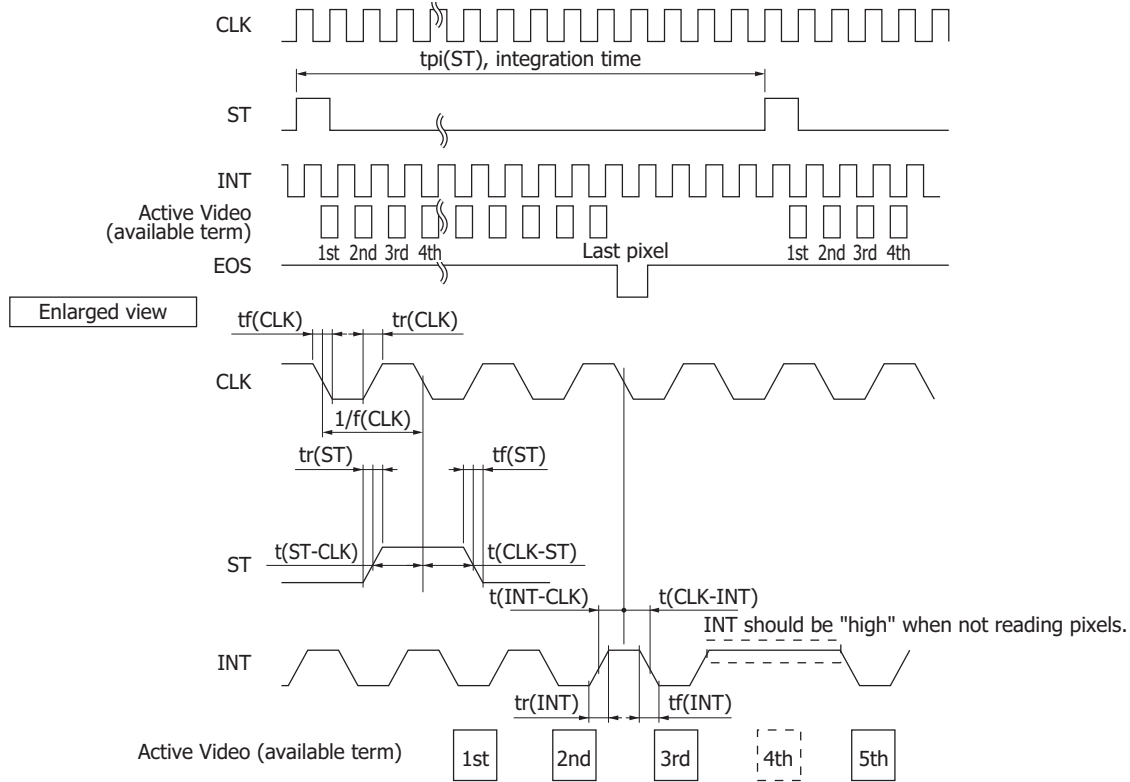 CLK
tpi(ST), integration time
ST
INT
Active Video
(available term)
1st 2nd 3rd 4th
Last pixel
1st 2nd 3rd 4th
EOS
Enlarged view
tf(CLK)
tr(CLK)
CLK
1/f(CLK)
tr(ST)
tf(ST)
t(ST-CLK)
t(CLK-ST)
ST
t(INT-CLK)
t(CLK-INT)
INT should be "high" when not reading pixels.
INT
tr(INT)
tf(INT)
Active Video (available term)
1st 2nd 3rd 4th 5th